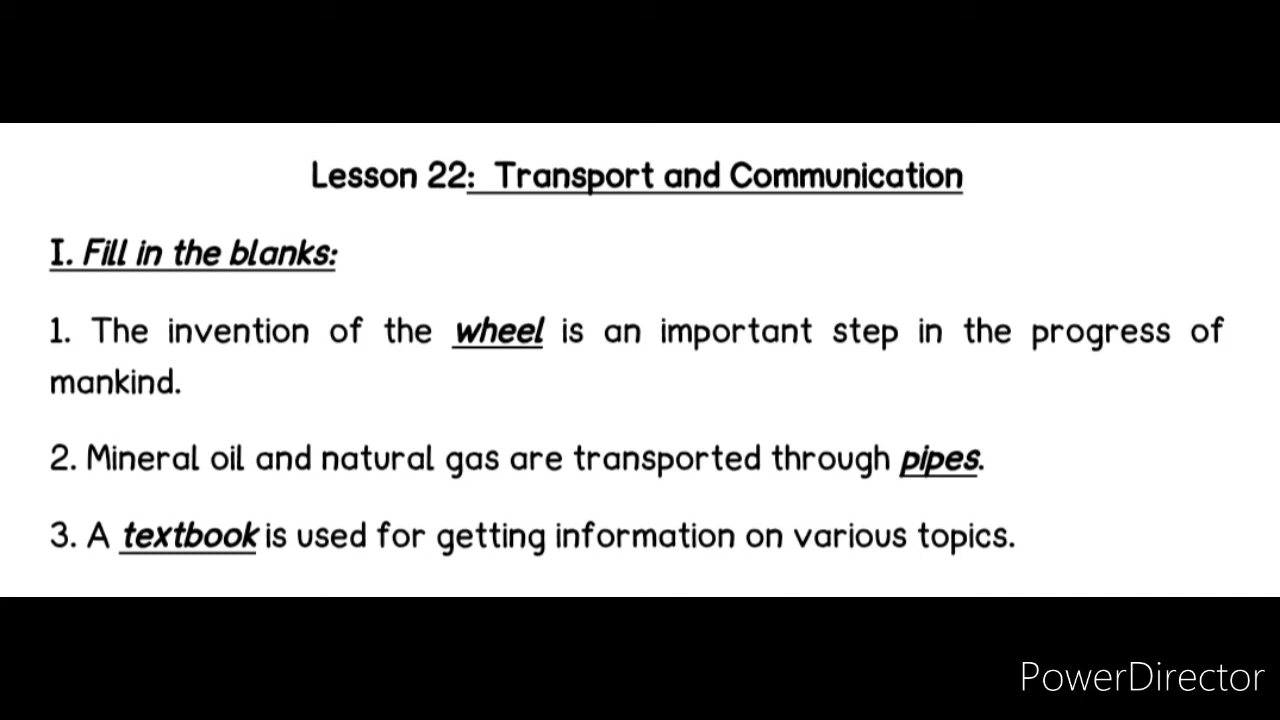 Lesson 22: Transport and Communication
I. Fill in the blanks:
1. The invention of the wheel is an important step in the progress of
mankind.
2. Mineral oil and natural gas are transported through pipes.
3. A textbook is used for getting information on various topics.
PowerDirector